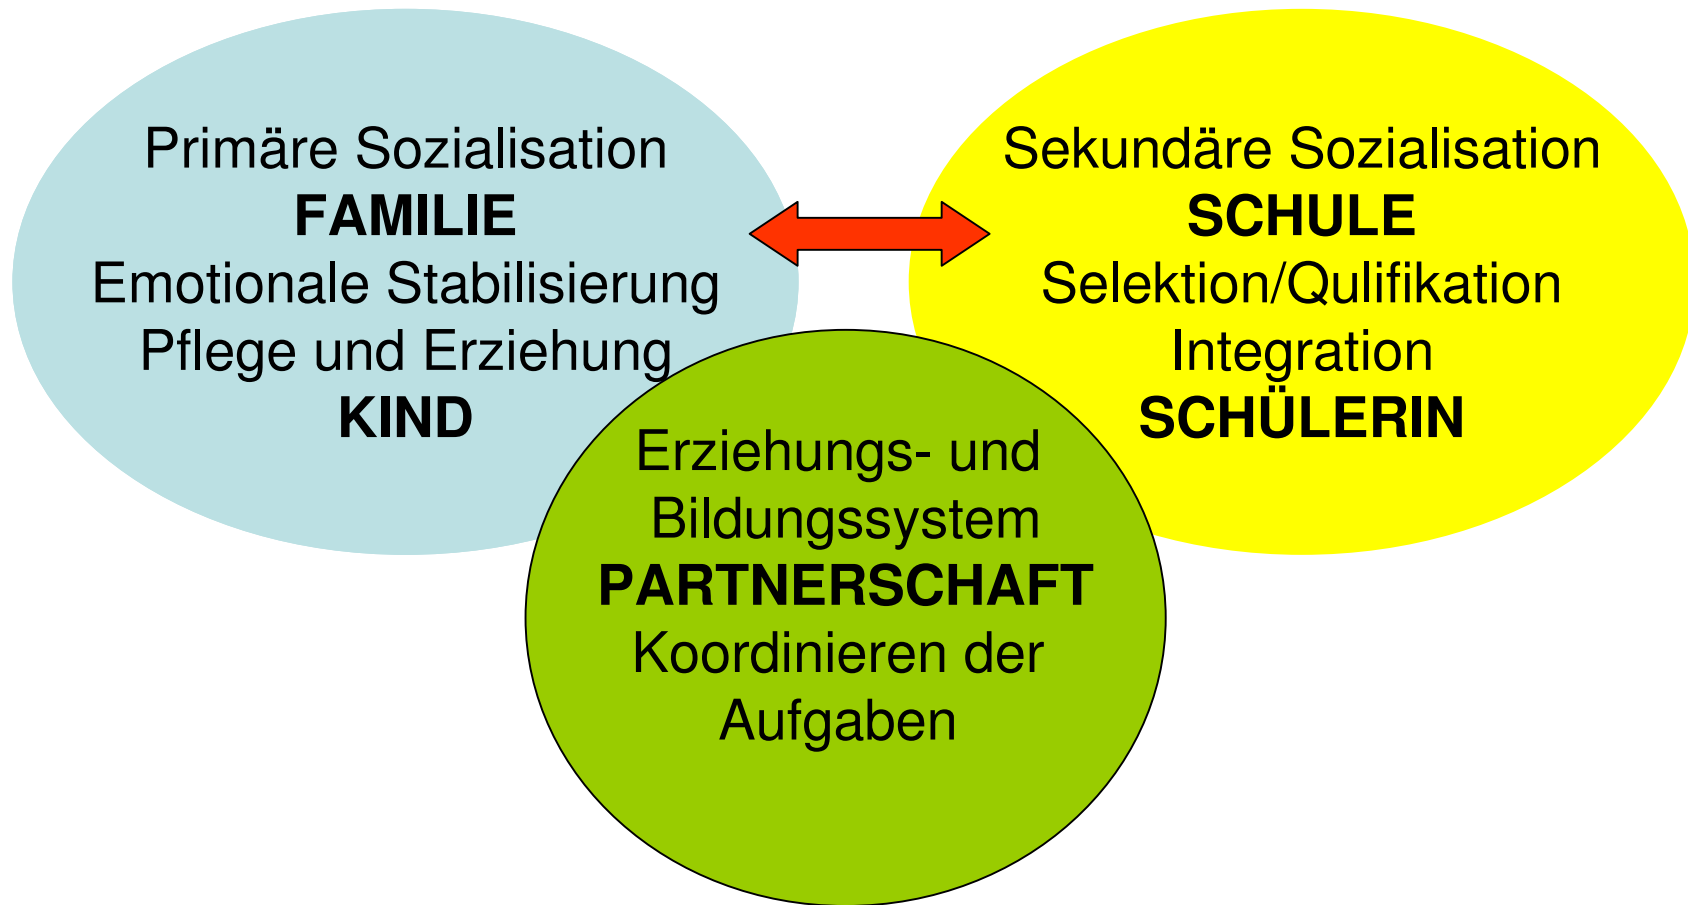 Primäre Sozialisation
FAMILIE
Emotionale Stabilisierung
Pflege und Erziehung
KIND
Sekundäre Sozialisation
SCHULE
Selektion/Qulifikation
Integration
SCHÜLERIN
Erziehungs- und
Bildungssystem
PARTNERSCHAFT
Koordinieren der
Aufgaben